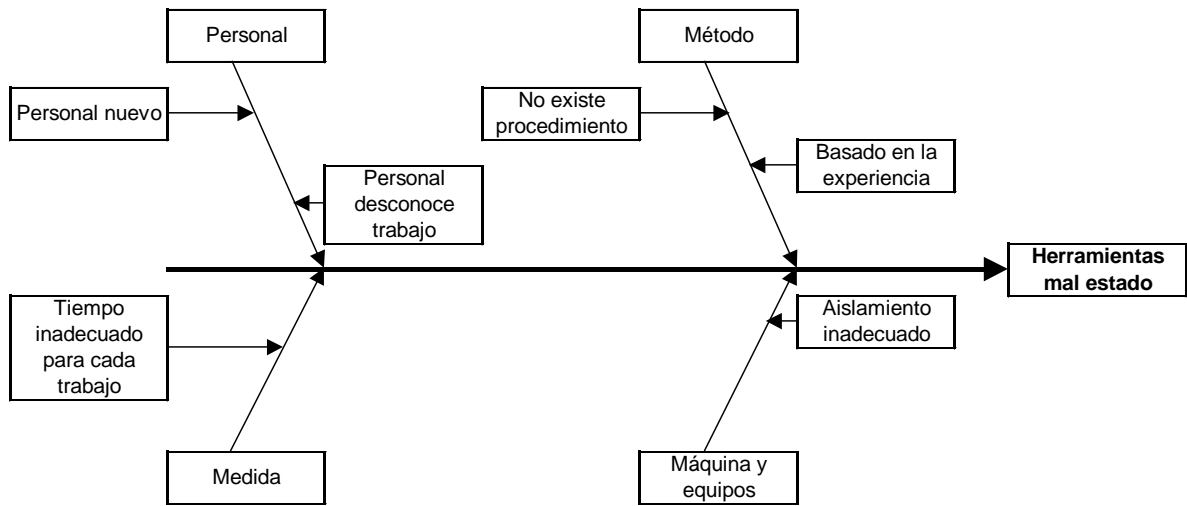 Personal
Método
Personal nuevo
No existe
procedimiento
Basado en la
experiencia
Personal
desconoce
trabajo
Herramientas
mal estado
Tiempo
inadecuado
para cada
trabajo
Aislamiento
inadecuado
Medida
Máquina y
equipos